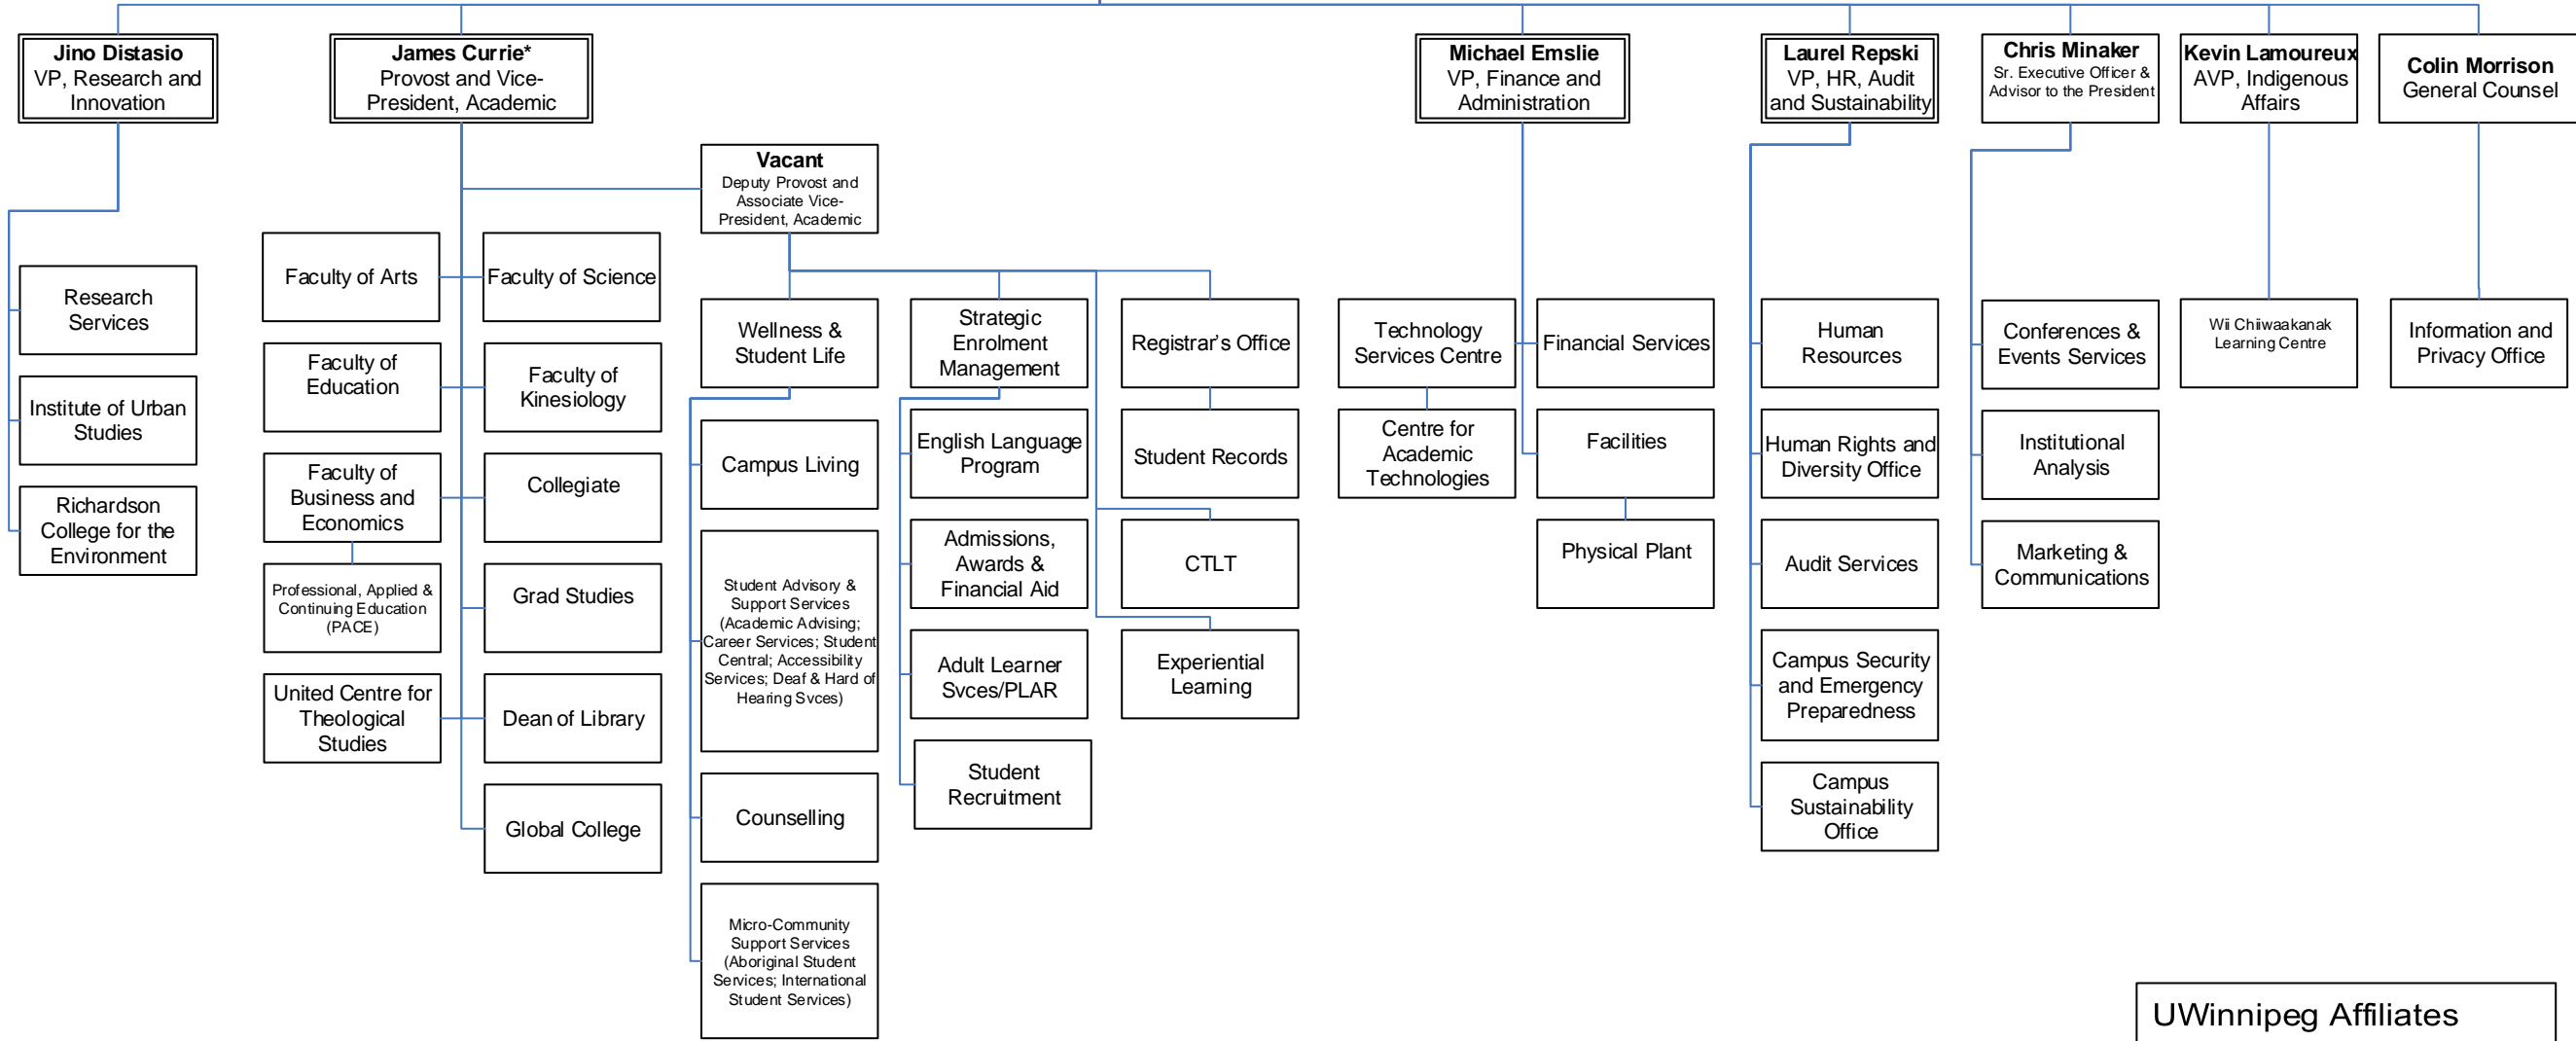 Jino Distasio
VP, Research and
Innovation
James Currie*
Provost and Vice-
President, Academic
Michael Emslie
VP, Finance and
Administration
Laurel Repski
VP, HR, Audit
and Sustainability
Chris Minaker
Sr. Executive Officer &
Advisor to the President
Kevin Lamoureux
AVP, Indigenous
Affairs
Colin Morrison
General Counsel
Vacant
Deputy Provost and
Associate Vice-
President, Academic
Research
Services
Institute of Urban
Studies
Richardson
College for the
Environment
Faculty of Arts
Faculty of
Education
Faculty of
Business and
Economics
Professional, Applied &
Continuing Education
(PACE)
United Centre for
Theological
Studies
Faculty of Science
Faculty of
Kinesiology
Collegiate
Grad Studies
Dean of Library
Global College
Wellness &
Student Life
Campus Living
Student Advisory &
Support Services
(Academic Advising;
Career Services; Student
Central; Accessibility
Services; Deaf & Hard of
Hearing Svces)
Counselling
Micro-Community
Support Services
(Aboriginal Student
Services; International
Student Services)
Strategic
Enrolment
Management
English Language
Program
Admissions,
Awards &
Financial Aid
Adult Learner
Svces/PLAR
Student
Recruitment
Registrar’s Office
Student Records
CTLT
Experiential
Learning
Technology
Services Centre
Centre for
Academic
Technologies
Financial Services
Facilities
Physical Plant
Human
Resources
Human Rights and
Diversity Office
Audit Services
Campus Security
and Emergency
Preparedness
Campus
Sustainability
Office
Conferences &
Events Services
Institutional
Analysis
Marketing &
Communications
Wii Chiiwaakanak
Learning Centre
Information and
Privacy Office
UWinnipeg Affiliates